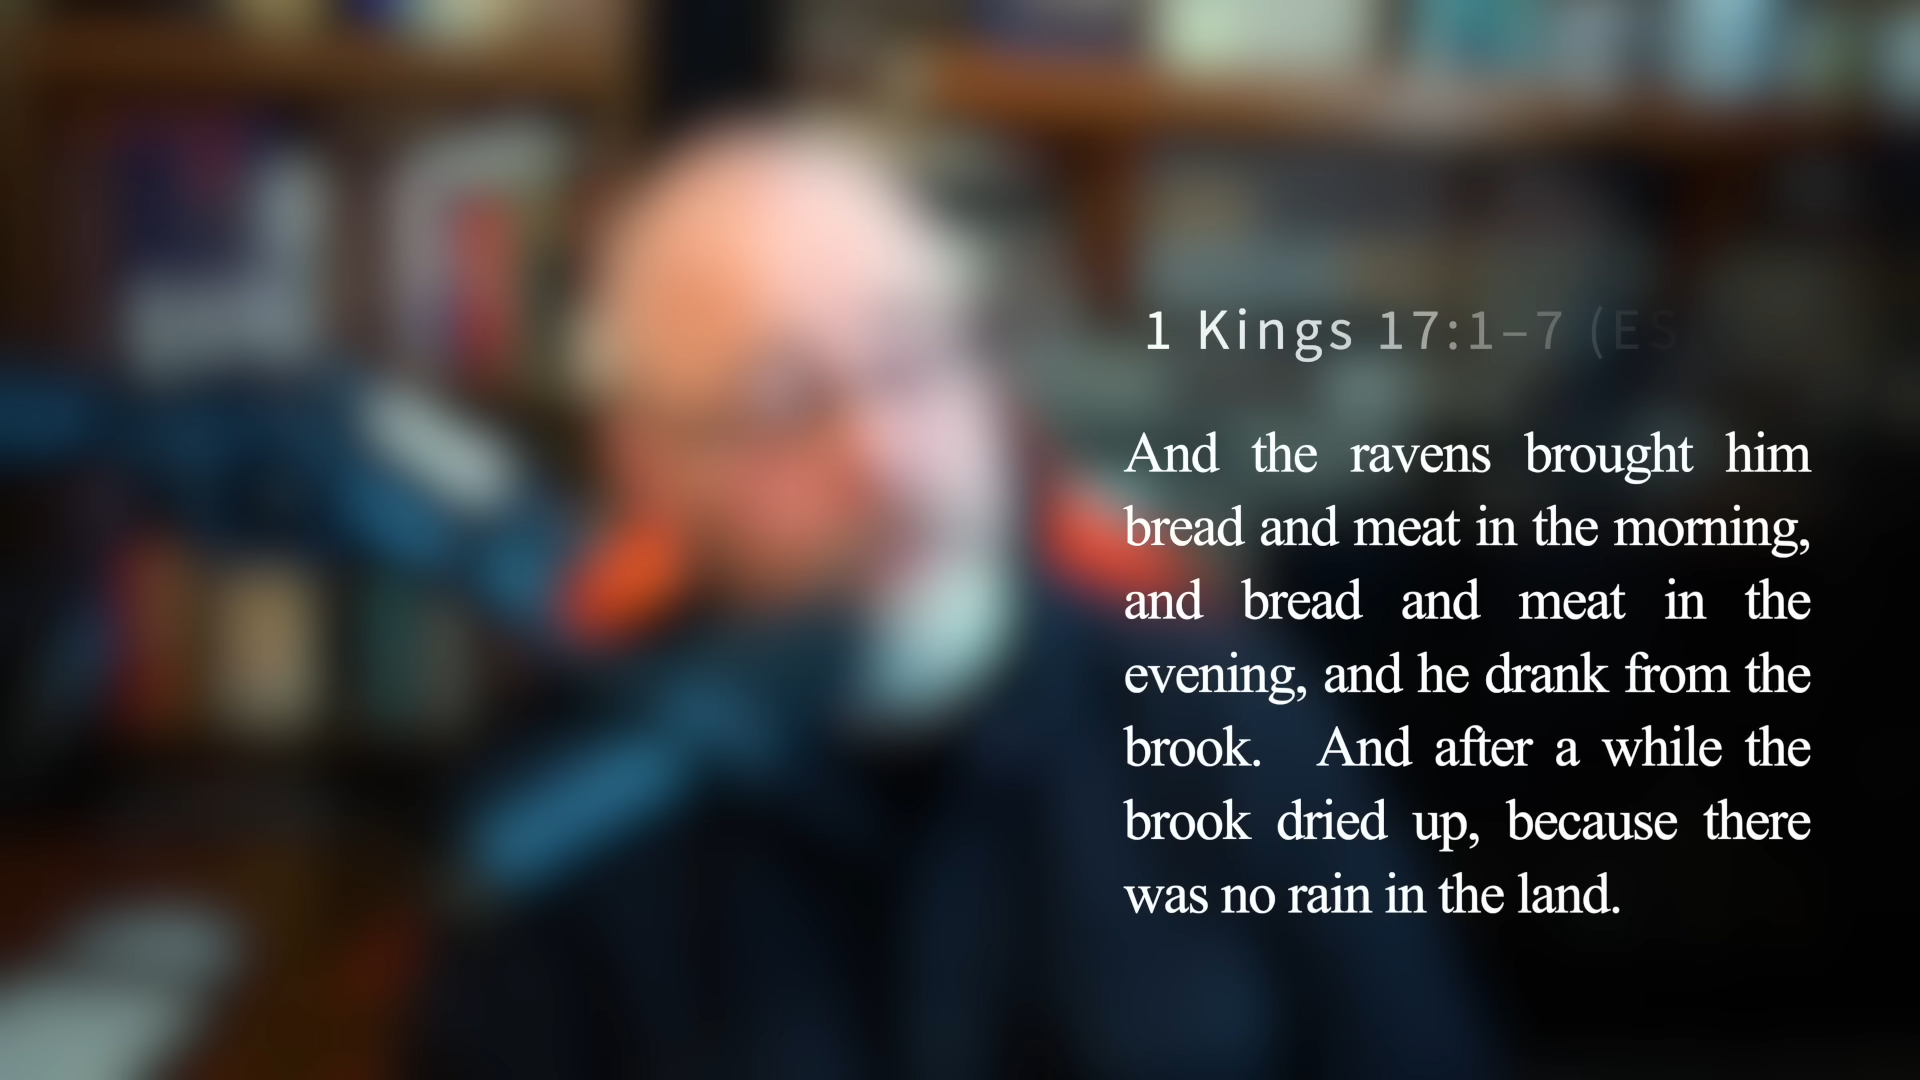 1 Kings 17:1–7 (ES
And the ravens brought him
bread and meat in the morning,
and bread and meat in the
evening, and he drank from the
brook. And after a while the
brook dried up, because there
was no rain in the land.